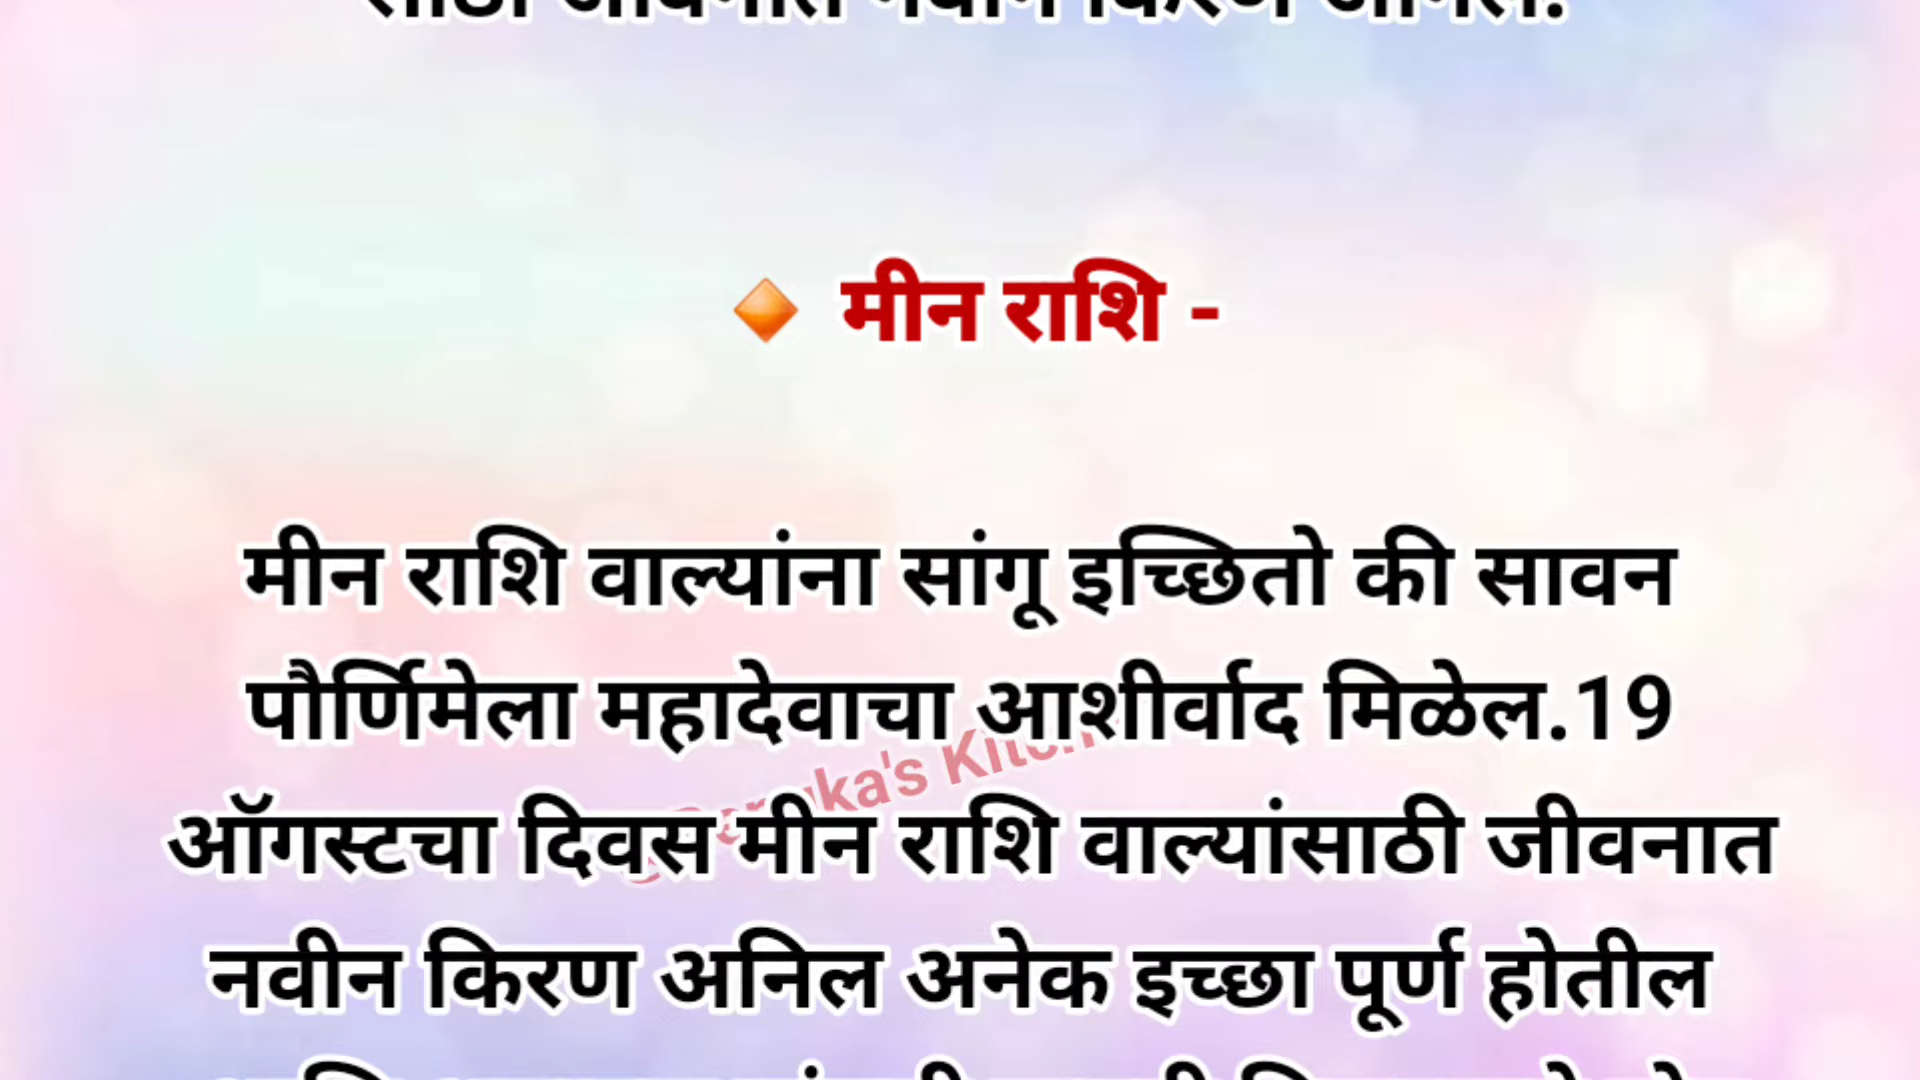 मीन राशि -
मीन राशि वाल्यांना सांगू इच्छितो की सावन
पौर्णिमेला महादेवाचा आशीर्वाद मिळेल.19
ऑगस्टचा दिवस मीन राशि वाल्यांसाठी जीवनात
नवीन किरण अनिल अनेक इच्छा पूर्ण होतील